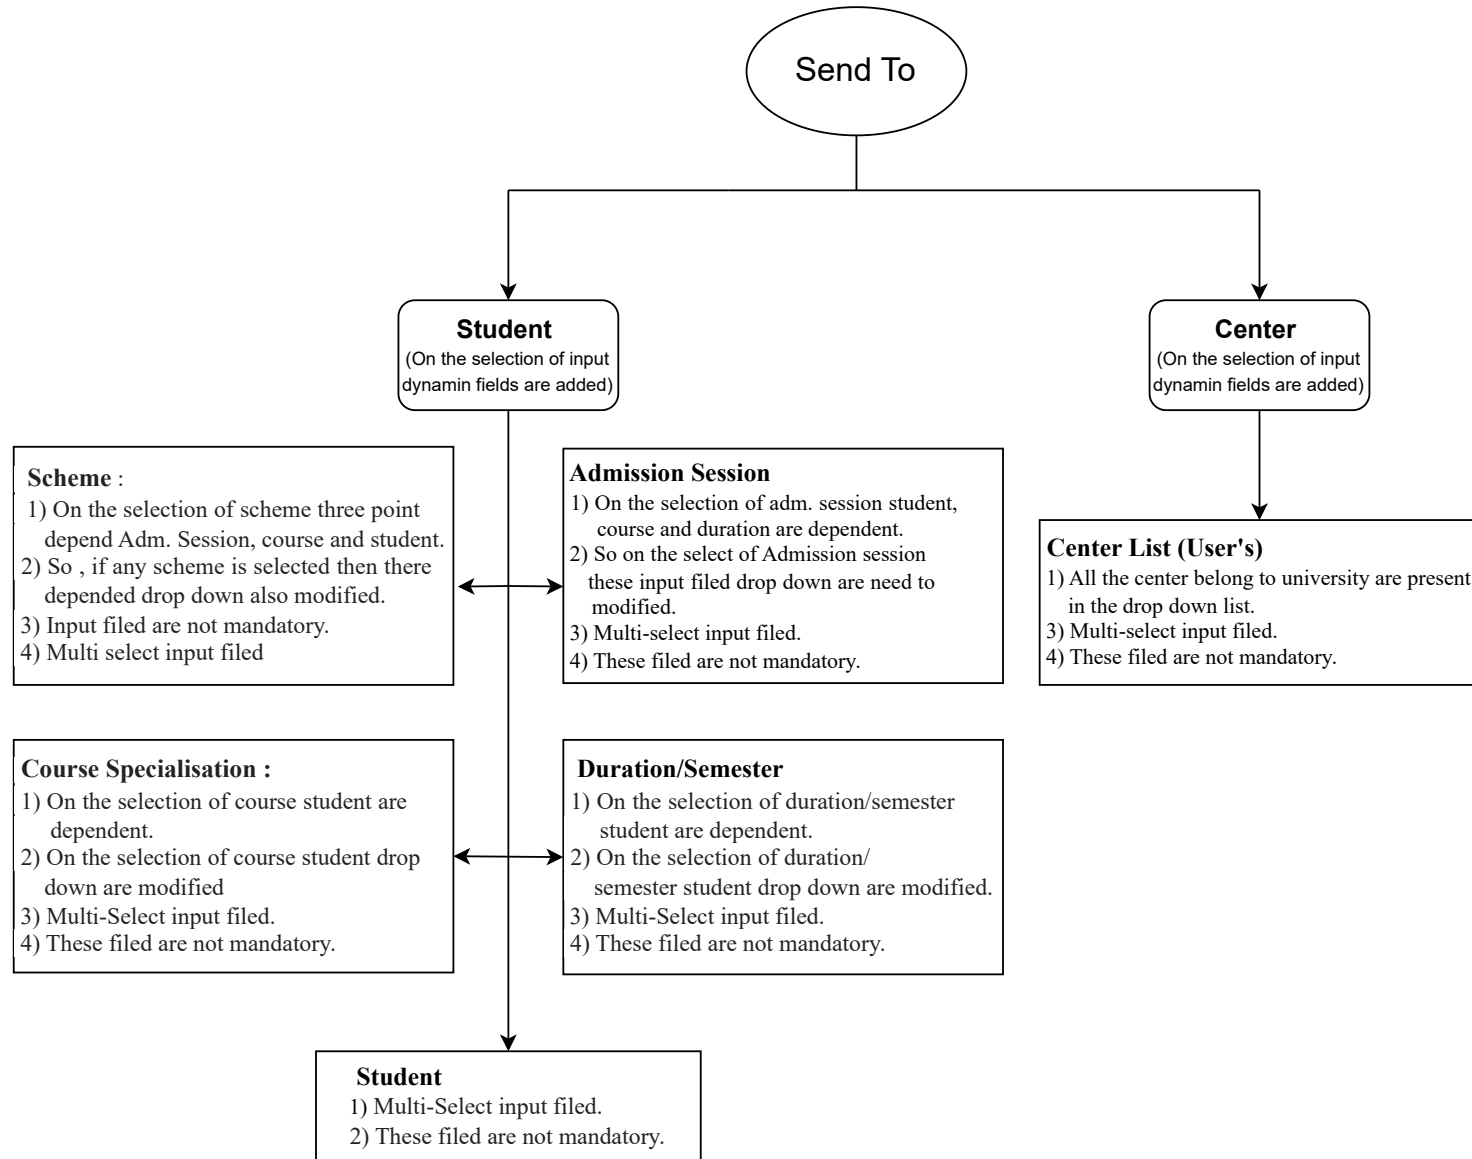 Send To
Student
(On the selection of input
dynamin fields are added)
Center
(On the selection of input
dynamin fields are added)
Scheme :
1) On the selection of scheme three point
depend Adm. Session, course and student.
2) So , if any scheme is selected then there
depended drop down also modified.
3) Input filed are not mandatory.
4) Multi select input filed
Admission Session
1) On the selection of adm. session student,
course and duration are dependent.
2) So on the select of Admission session
these input filed drop down are need to
modified.
3) Multi-select input filed.
4) These filed are not mandatory.
Center List (User's)
1) All the center belong to university are present
in the drop down list.
3) Multi-select input filed.
4) These filed are not mandatory.
Course Specialisation :
1) On the selection of course student are
dependent.
2) On the selection of course student drop
down are modified
3) Multi-Select input filed.
4) These filed are not mandatory.
Duration/Semester
1) On the selection of duration/semester
student are dependent.
2) On the selection of duration/
semester student drop down are modified.
3) Multi-Select input filed.
4) These filed are not mandatory.
Student
1) Multi-Select input filed.
2) These filed are not mandatory.